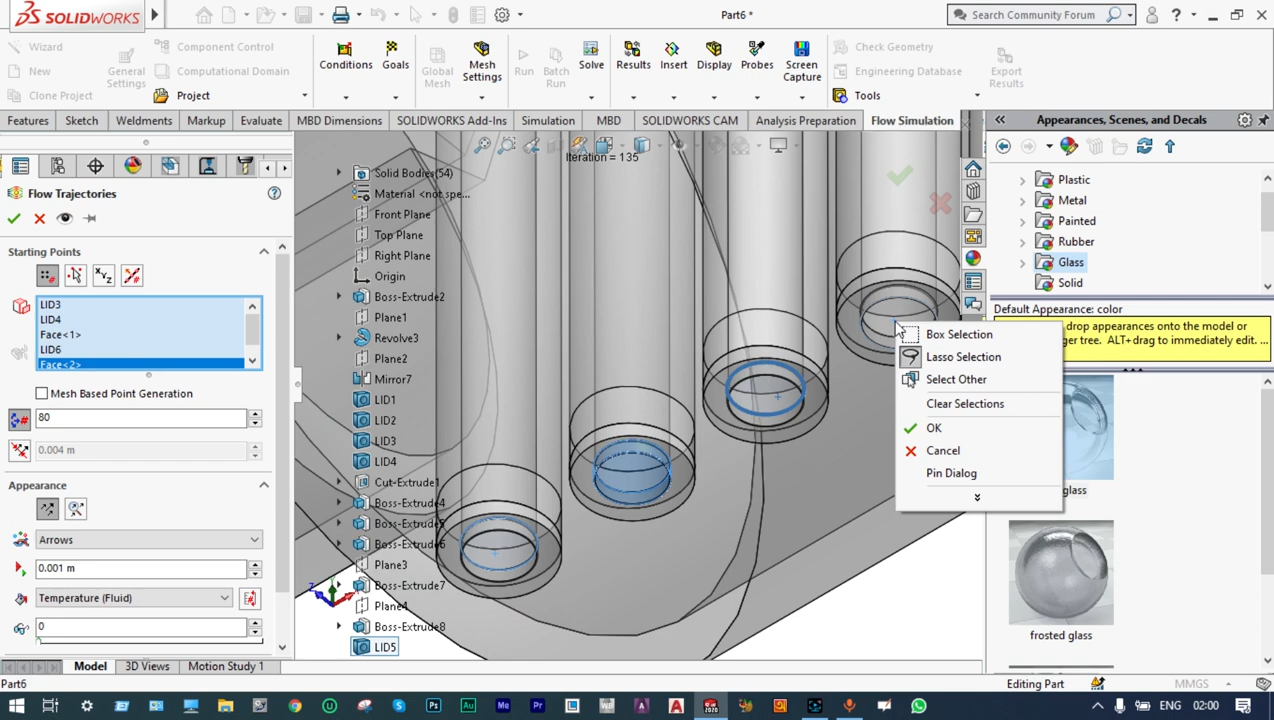 SOLIDWORKS
Part6 *
Search Community Forum
Wizard
Component Control
New
General Settings
Computational Domain
Clone Project
Project
Conditions
Goals
Global Mesh
Mesh Settings
Run
Batch Run
Solve
Results
Insert
Display
Probes
Screen Capture
Check Geometry
Engineering Database
Tools
Export Results
Features
Sketch
Weldments
Markup
Evaluate
MBD Dimensions
SOLIDWORKS Add-Ins
Simulation
MBD
SOLIDWORKS CAM
Analysis Preparation
Flow Simulation
Flow Trajectories
Starting Points
LID3
LID4
Face<1>
LID6
Face<2>
Mesh Based Point Generation
80
0.004 m
Appearance
Arrows
0.001 m
Temperature (Fluid)
0
Iteration = 135
Solid Bodies(54)
Material <not spe...
Front Plane
Top Plane
Right Plane
Origin
Boss-Extrude2
Plane1
Revolve3
Plane2
Mirror7
LID1
LID2
LID3
LID4
Cut-Extrude1
Boss-Extrude4
Boss-Extrude5
Boss-Extrude6
Plane3
Boss-Extrude7
Plane4
Boss-Extrude8
LID5
Box Selection
Lasso Selection
Select Other
Clear Selections
OK
Cancel
Pin Dialog
Appearances, Scenes, and Decals
Plastic
Metal
Painted
Rubber
Glass
Solid
Default Appearance: color
drop appearances onto the model or
ger tree. ALT+drag to immediately edit. ...
glass
frosted glass
Model
3D Views
Motion Study 1
Part6
Editing Part
MMGS
ENG
02:00